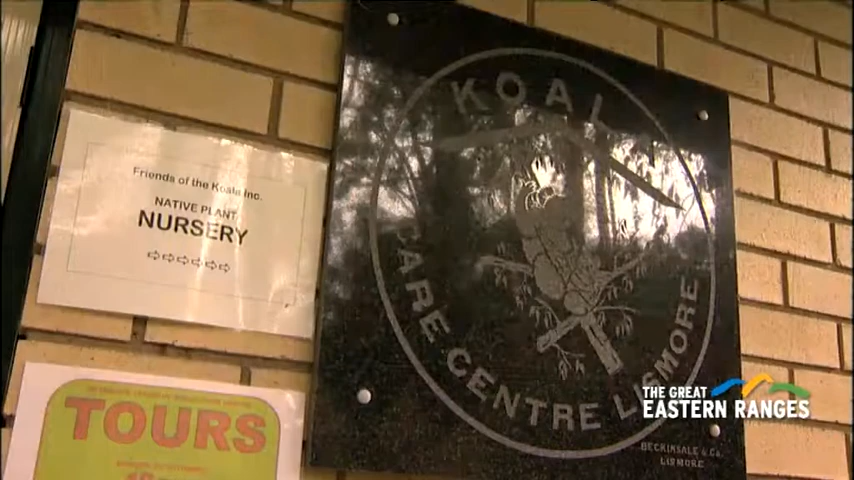 Friends of the Koala Inc.
NATIVE PLANT
NURSERY
⇨⇨⇨⇨⇨⇨
TOURS
KOALA
CARE CENTRE LISMORE
BECKINSALE & Co.
LISMORE
THE GREAT
EASTERN RANGES